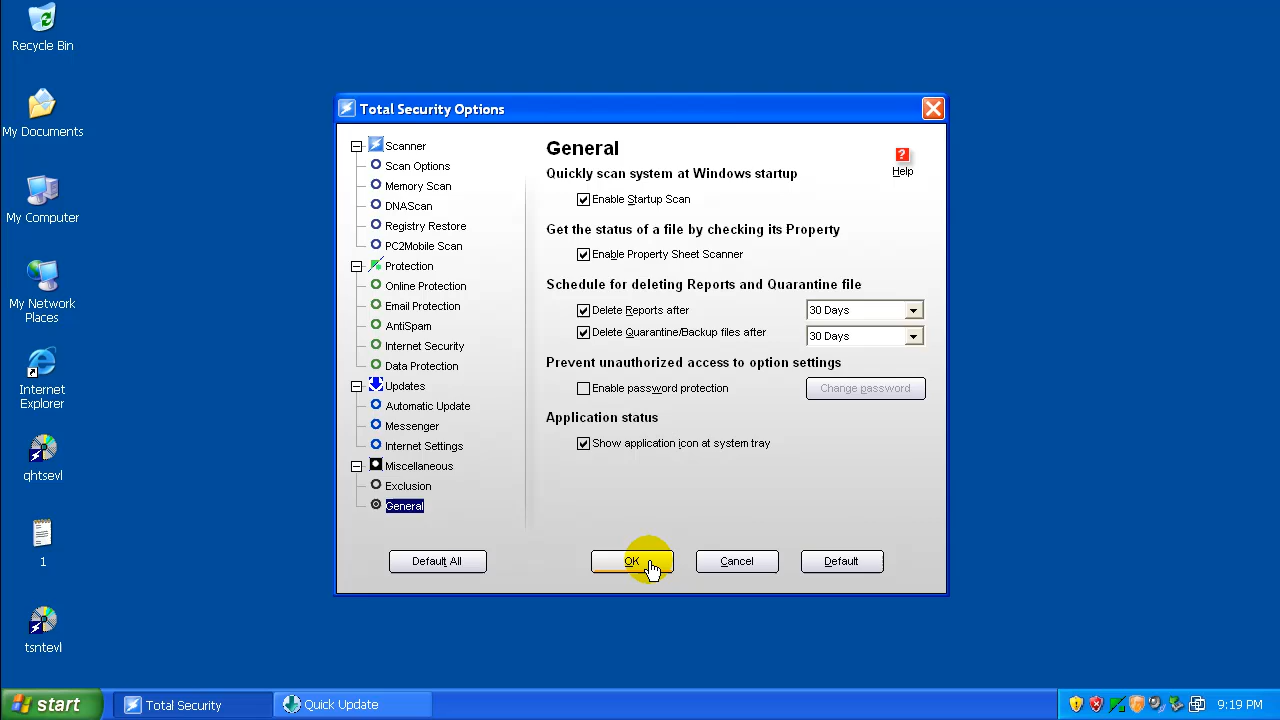 Recycle Bin
My Documents
My Computer
My Network
Places
Internet
Explorer
qhtsevl
1
tsntevl
Total Security Options
Scanner
Scan Options
Memory Scan
DNAScan
Registry Restore
PC2Mobile Scan
Protection
Online Protection
Email Protection
AntiSpam
Internet Security
Data Protection
Updates
Automatic Update
Messenger
Internet Settings
Miscellaneous
Exclusion
General
General
?
Help
Quickly scan system at Windows startup
Enable Startup Scan
Get the status of a file by checking its Property
Enable Property Sheet Scanner
Schedule for deleting Reports and Quarantine file
Delete Reports after 30 Days
Delete Quarantine/Backup files after 30 Days
Prevent unauthorized access to option settings
Enable password protection Change password
Application status
Show application icon at system tray
Default All OK Cancel Default
start Total Security Quick Update 9:19 PM